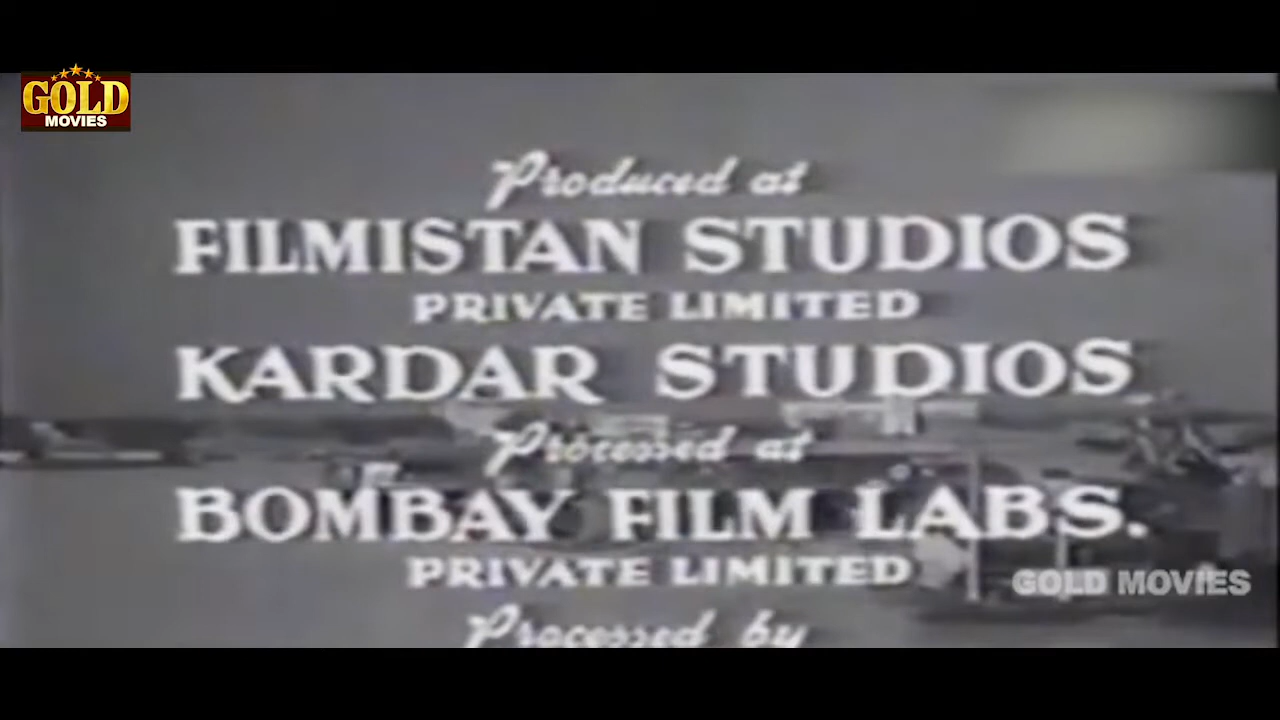 GOLD
MOVIES
Produced at
FILMISTAN STUDIOS
PRIVATE LIMITED
KARDAR STUDIOS
Processed at
BOMBAY FILM LABS.
PRIVATE LIMITED
GOLD MOVIES
Processed by